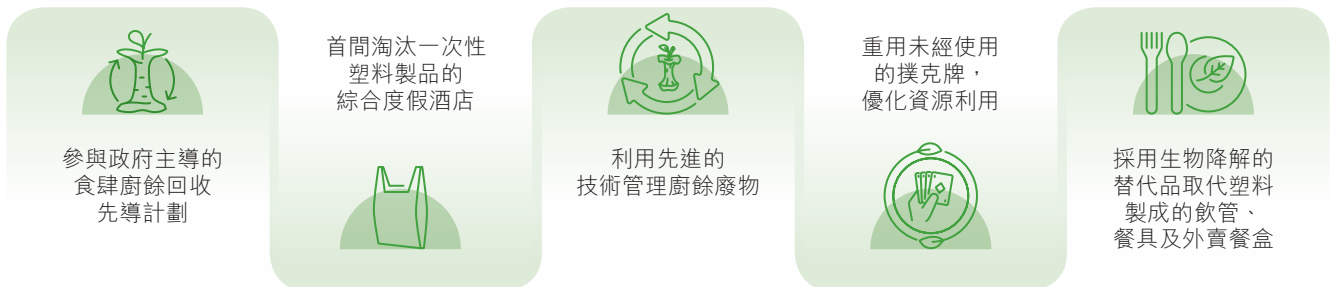 參與政府主導的
食肆廚餘回收
先導計劃
首間淘汰一次性
塑料製品的
綜合度假酒店
利用先進的
技術管理廚餘廢物
重用未經使用
的撲克牌，
優化資源利用
採用生物降解的
替代品取代塑料
製成的飲管、
餐具及外賣餐盒